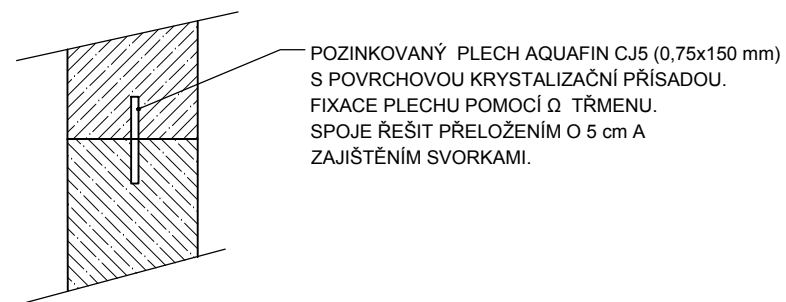 POZINKOVANÝ PLECH AQUAFIN CJ5 (0,75x150 mm)
S POVRCHOVOU KRYSTALIZAČNÍ PŘÍSADOU.
FIXACE PLECHU POMOCÍ Ω TŘMENU.
SPOJE ŘEŠIT PŘELOŽENÍM O 5 cm A
ZAJIŠTĚNÍM SVORKAMI.